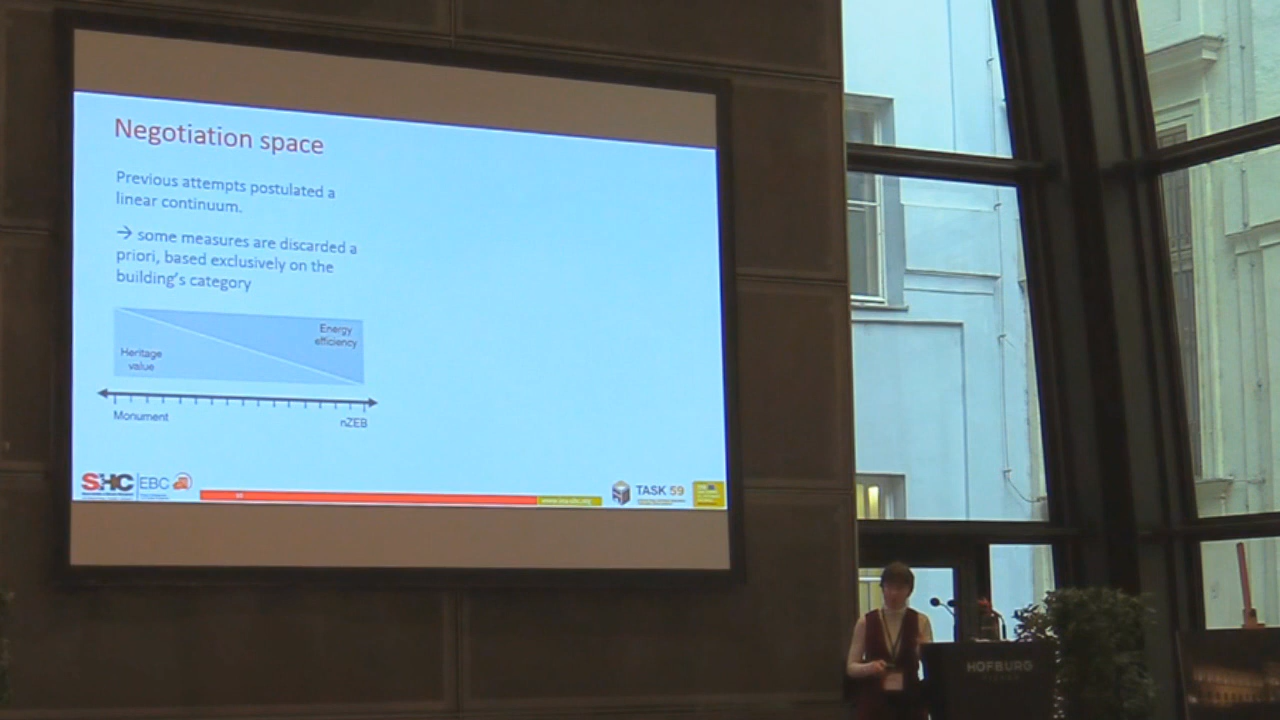 Negotiation space
Previous attempts postulated a
linear continuum.
→ some measures are discarded a
priori, based exclusively on the
building's category
Energy
efficiency
Heritage
value
Monument
nZEB
SHC
EBC
TASK 59
HOFBURG